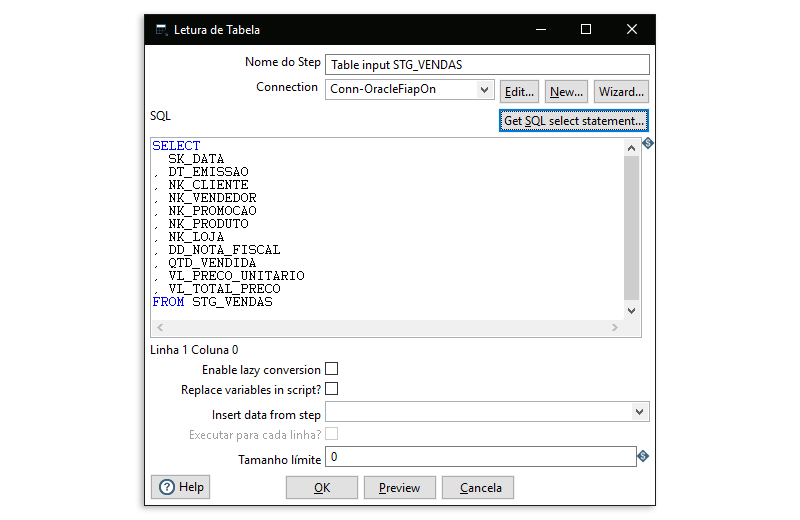 Letura de Tabela
Nome do Step Table input STG_VENDAS
Connection Conn-OracleFiapOn Edit... New... Wizard...
SQL Get SQL select statement...
SELECT
SK_DATA
, DT_EMISSAO
, NK_CLIENTE
, NK_VENDEDOR
, NK_PROMOCAO
, NK_PRODUTO
, NK_LOJA
, DD_NOTA_FISCAL
, QTD_VENDIDA
, VL_PRECO_UNITARIO
, VL_TOTAL_PRECO
FROM STG_VENDAS
Linha 1 Coluna 0
Enable lazy conversion
Replace variables in script?
Insert data from step
Executar para cada linha?
Tamanho límite 0
Help OK Preview Cancela